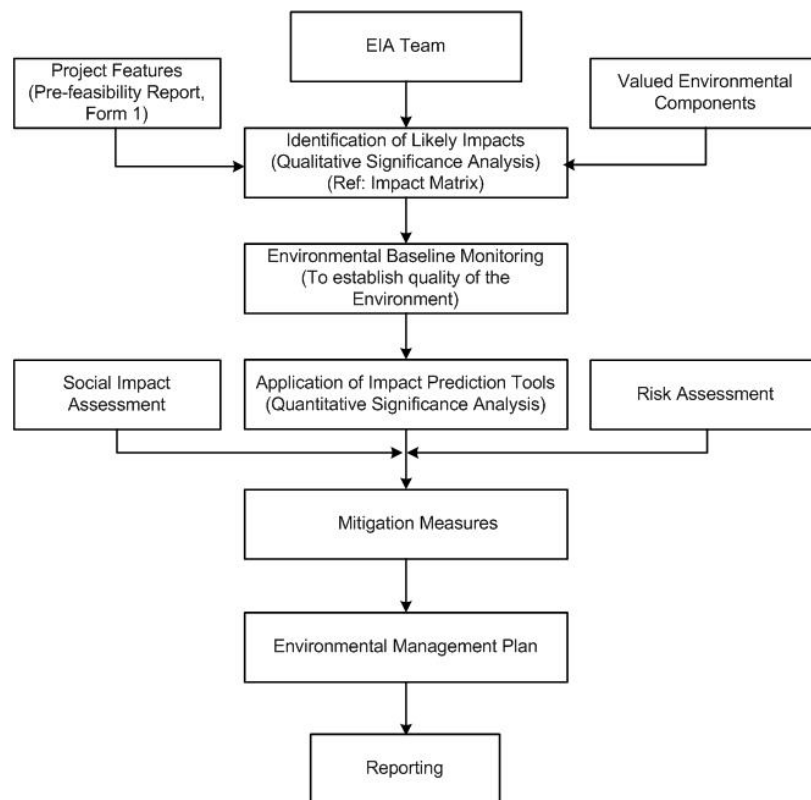 EIA Team
Project Features
(Pre-feasibility Report,
Form 1)
Valued Environmental
Components
Identification of Likely Impacts
(Qualitative Significance Analysis)
(Ref: Impact Matrix)
Environmental Baseline Monitoring
(To establish quality of the
Environment)
Social Impact
Assessment
Application of Impact Prediction Tools
(Quantitative Significance Analysis)
Risk Assessment
Mitigation Measures
Environmental Management Plan
Reporting